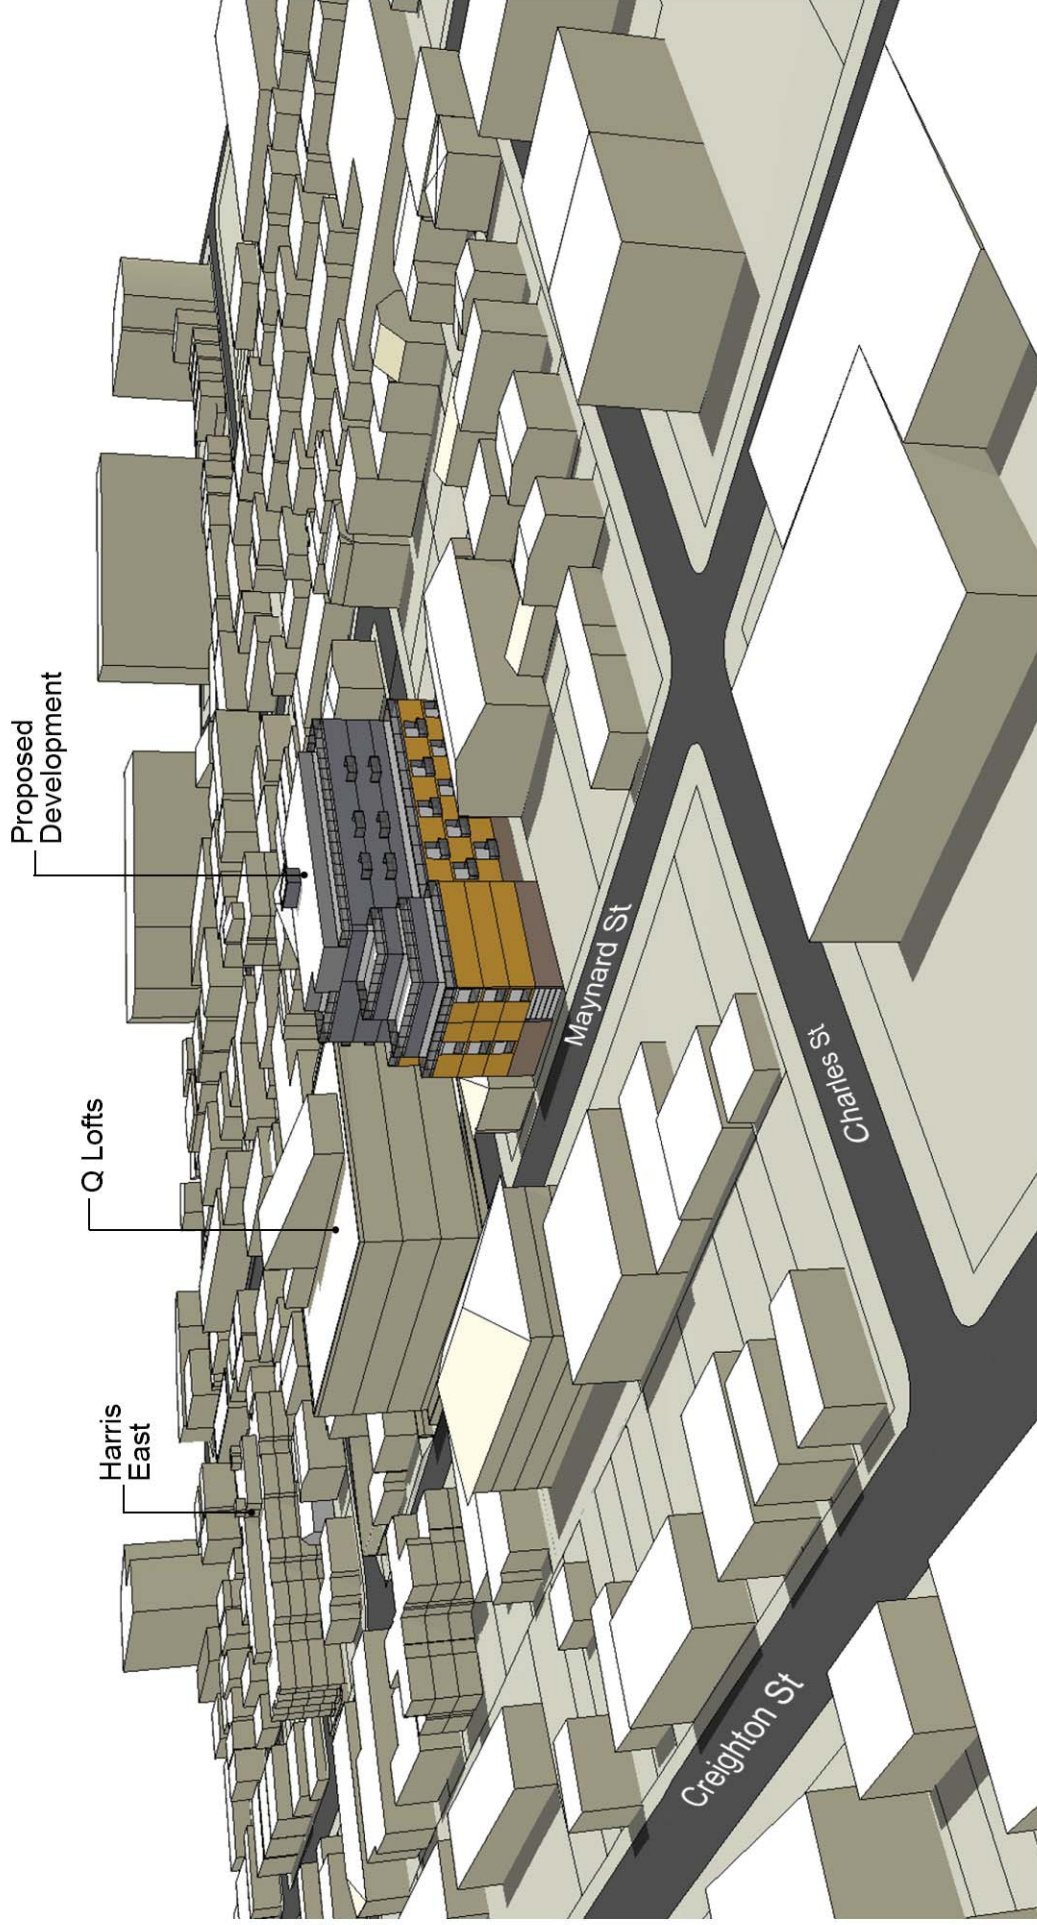 Harris
East
Q Lofts
Proposed
Development
Creighton St
Maynard St
Charles St